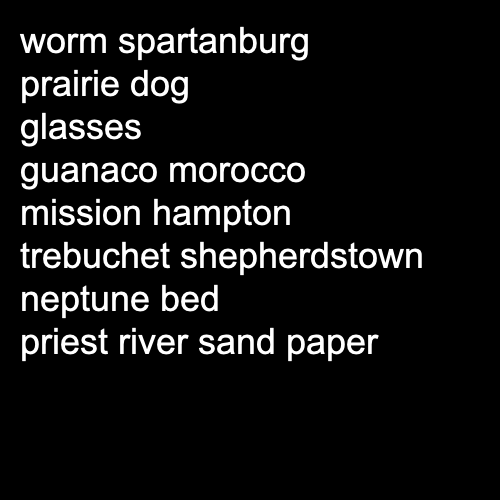 worm spartanburg
prairie dog
glasses
guanaco morocco
mission hampton
trebuchet shepherdstown
neptune bed
priest river sand paper